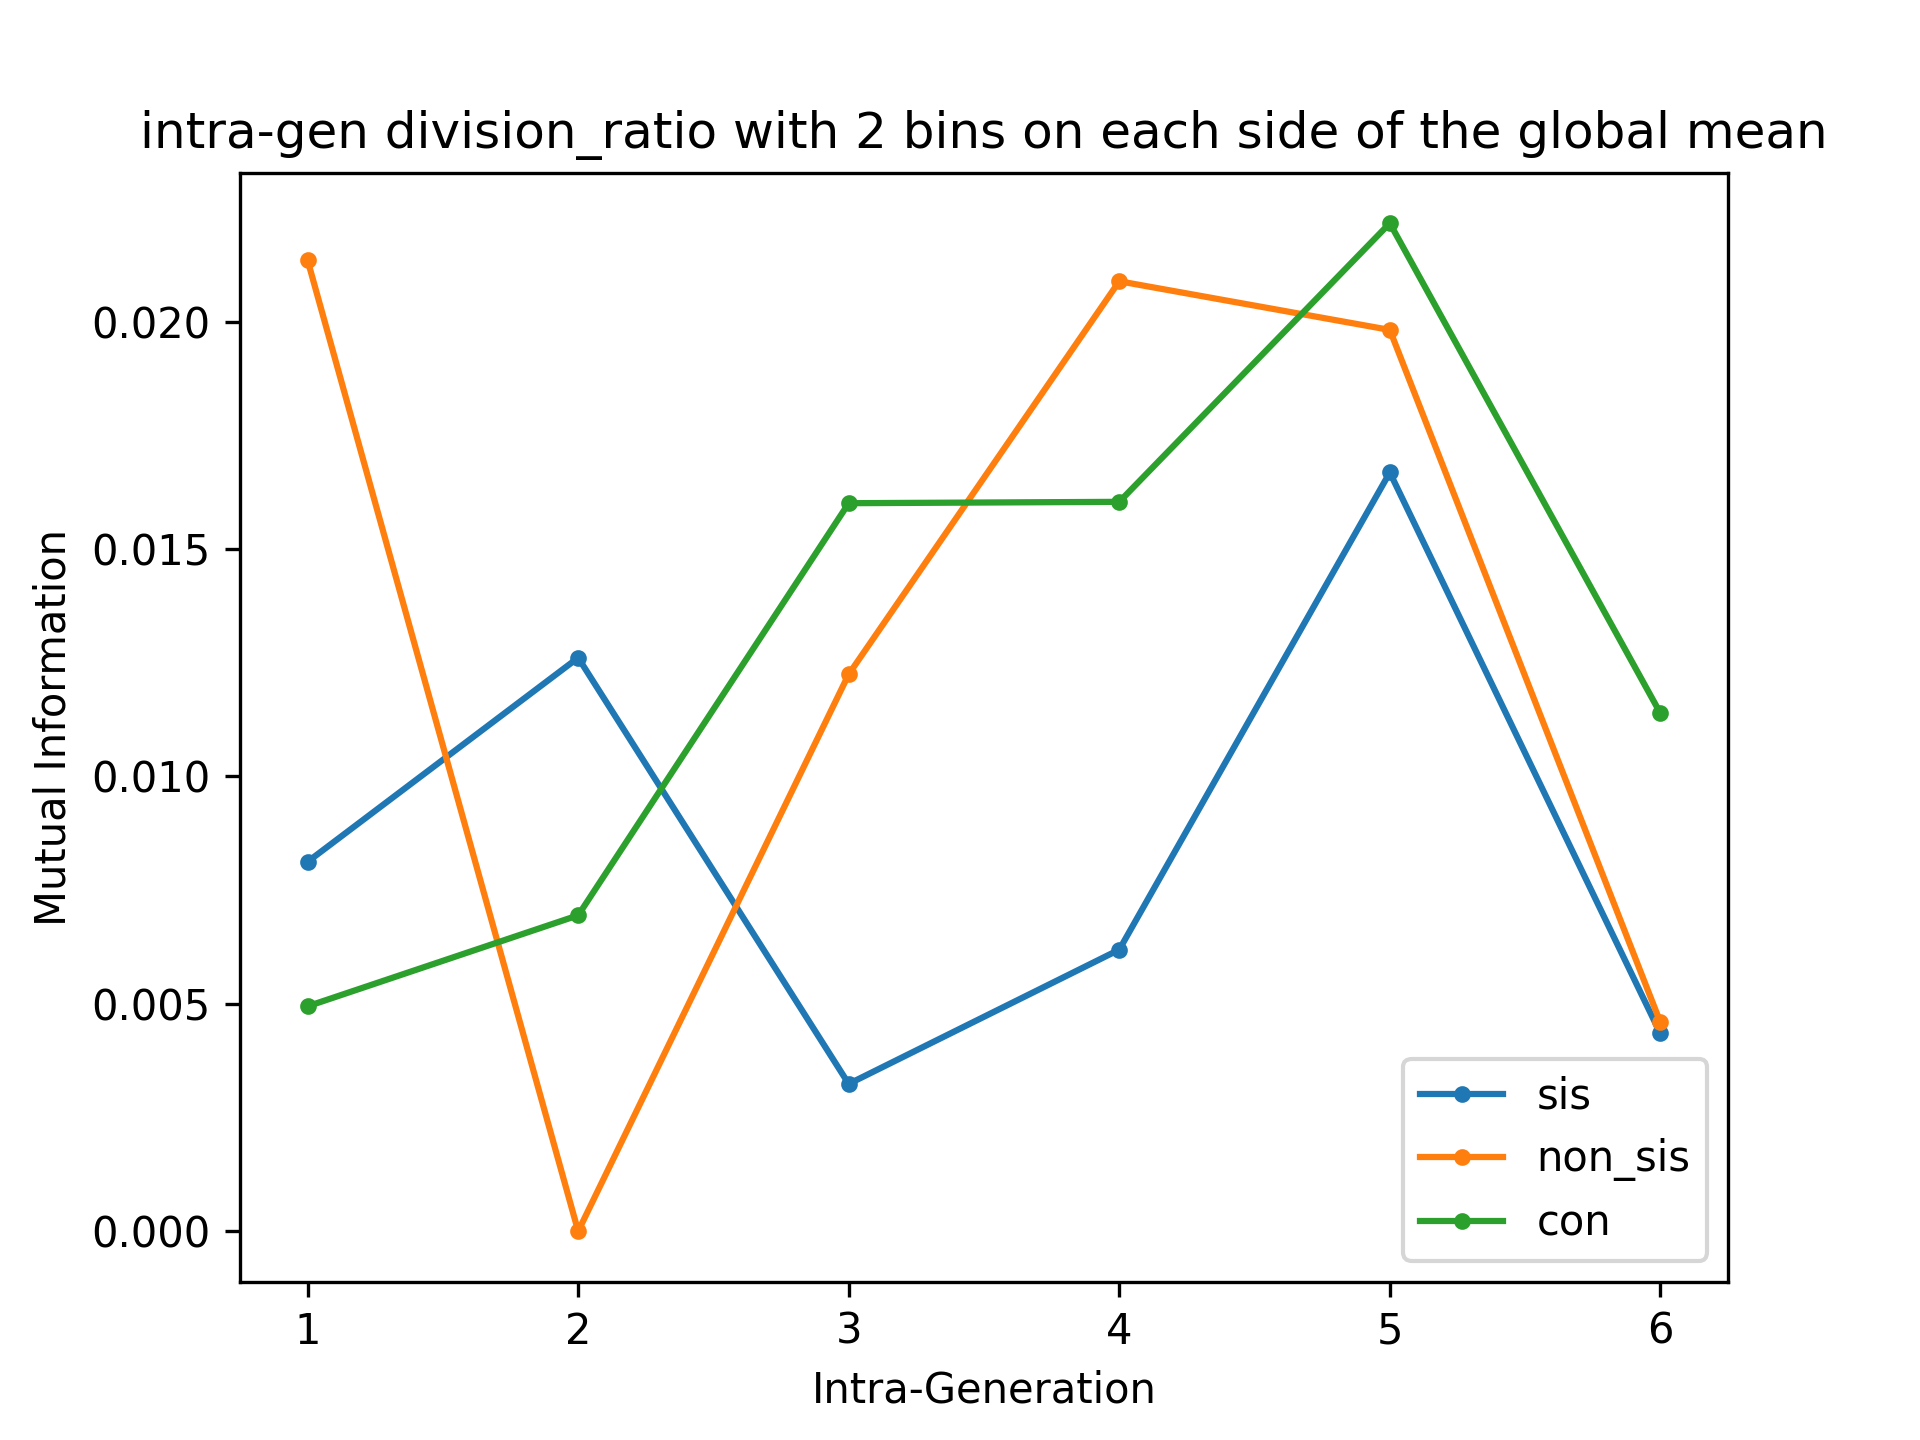 intra-gen division_ratio with 2 bins on each side of the global mean
Mutual Information
0.020
0.015
0.010
0.005
0.000
1 2 3 4 5 6
Intra-Generation
sis
non_sis
con